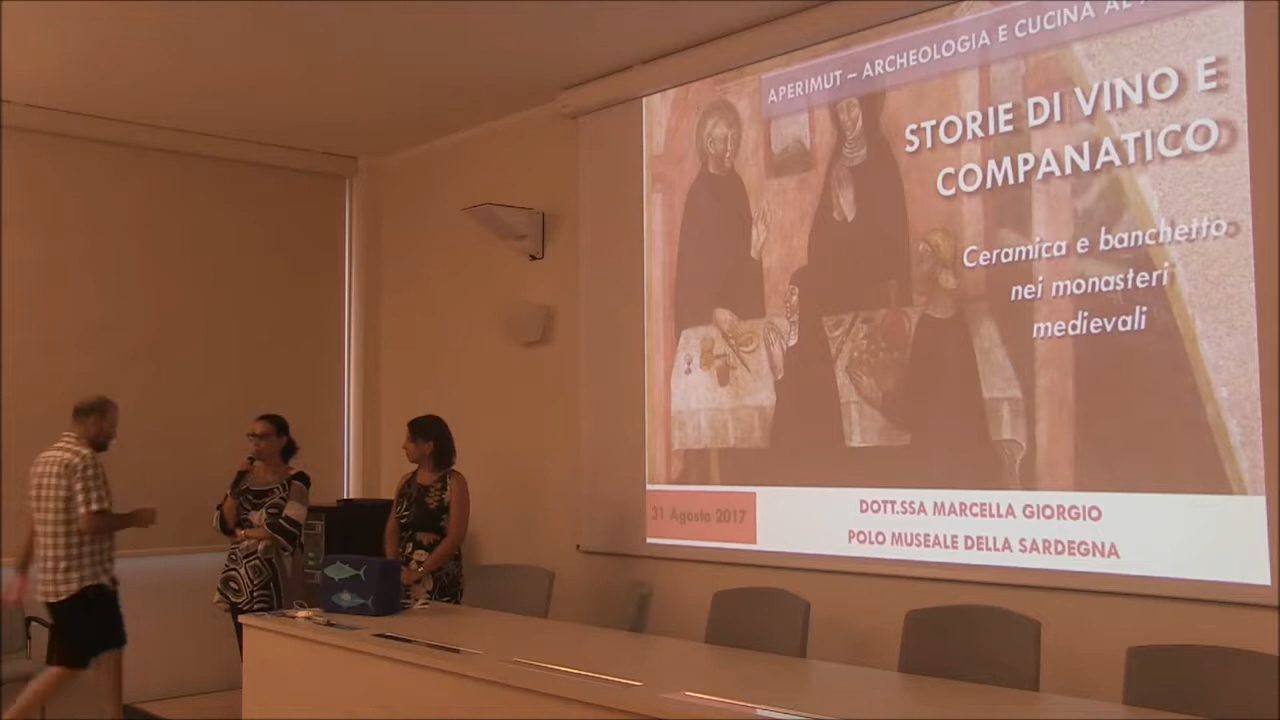 APERIMUT – ARCHEOLOGIA E CUCINA AL
STORIE DI VINO E
COMPANATICO
Ceramica e banchetto
nei monasteri
medievali
31 Agosto 2017
DOTT.SSA MARCELLA GIORGIO
POLO MUSEALE DELLA SARDEGNA